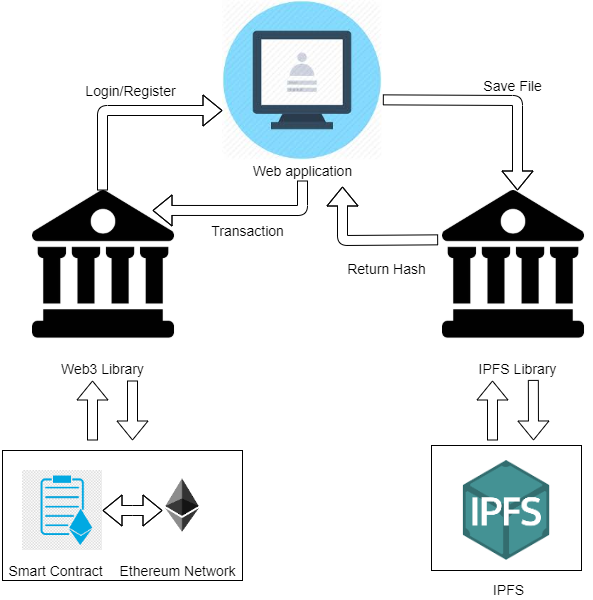 Login/Register
Save File
Web application
Transaction
Return Hash
Web3 Library
IPFS Library
IPFS
Smart Contract
Ethereum Network
IPFS